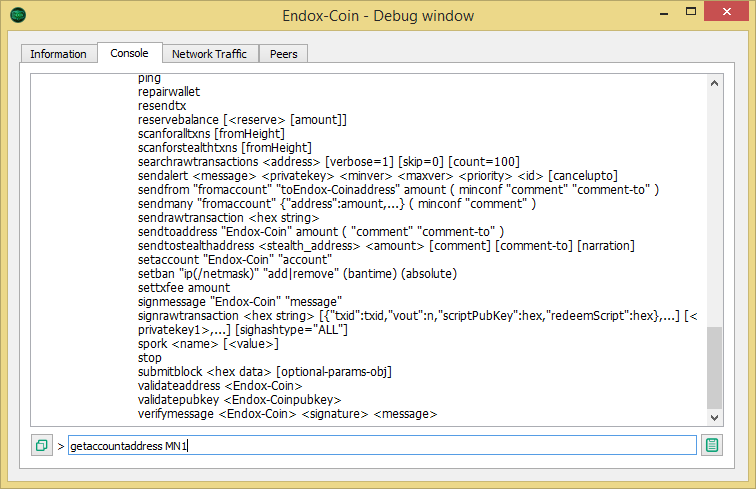 Endox-Coin - Debug window
Information Console Network Traffic Peers
ping
repairwallet
resendtx
reservebalance [<reserve> [amount]]
scanforalltxns [fromHeight]
scanforstealthtxns [fromHeight]
searchrawtransactions <address> [verbose=1] [skip=0] [count=100]
sendalert <message> <privatekey> <minver> <maxver> <priority> <id> [cancelupto]
sendfrom "fromaccount" "toEndox-Coinaddress" amount ( minconf "comment" "comment-to" )
sendmany "fromaccount" {"address":amount,...} ( minconf "comment" )
sendrawtransaction <hex string>
sendtoaddress "Endox-Coin" amount ( "comment" "comment-to" )
sendtostealthaddress <stealth_address> <amount> [comment] [comment-to] [narration]
setaccount "Endox-Coin" "account"
setban "ip(/netmask)" "add|remove" (bantime) (absolute)
settxfee amount
signmessage "Endox-Coin" "message"
signrawtransaction <hex string> [{"txid":txid,"vout":n,"scriptPubKey":hex,"redeemScript":hex},...] [<
privatekey1>,...] [sighashtype="ALL"]
spork <name> [<value>]
stop
submitblock <hex data> [optional-params-obj]
validateaddress <Endox-Coin>
validatepubkey <Endox-Coinpubkey>
verifymessage <Endox-Coin> <signature> <message>
> getaccountaddress MN1